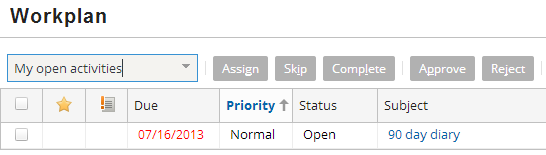 Workplan
My open activities Assign Skip Complete Approve Reject
Due Priority Status Subject
07/16/2013 Normal Open 90 day diary